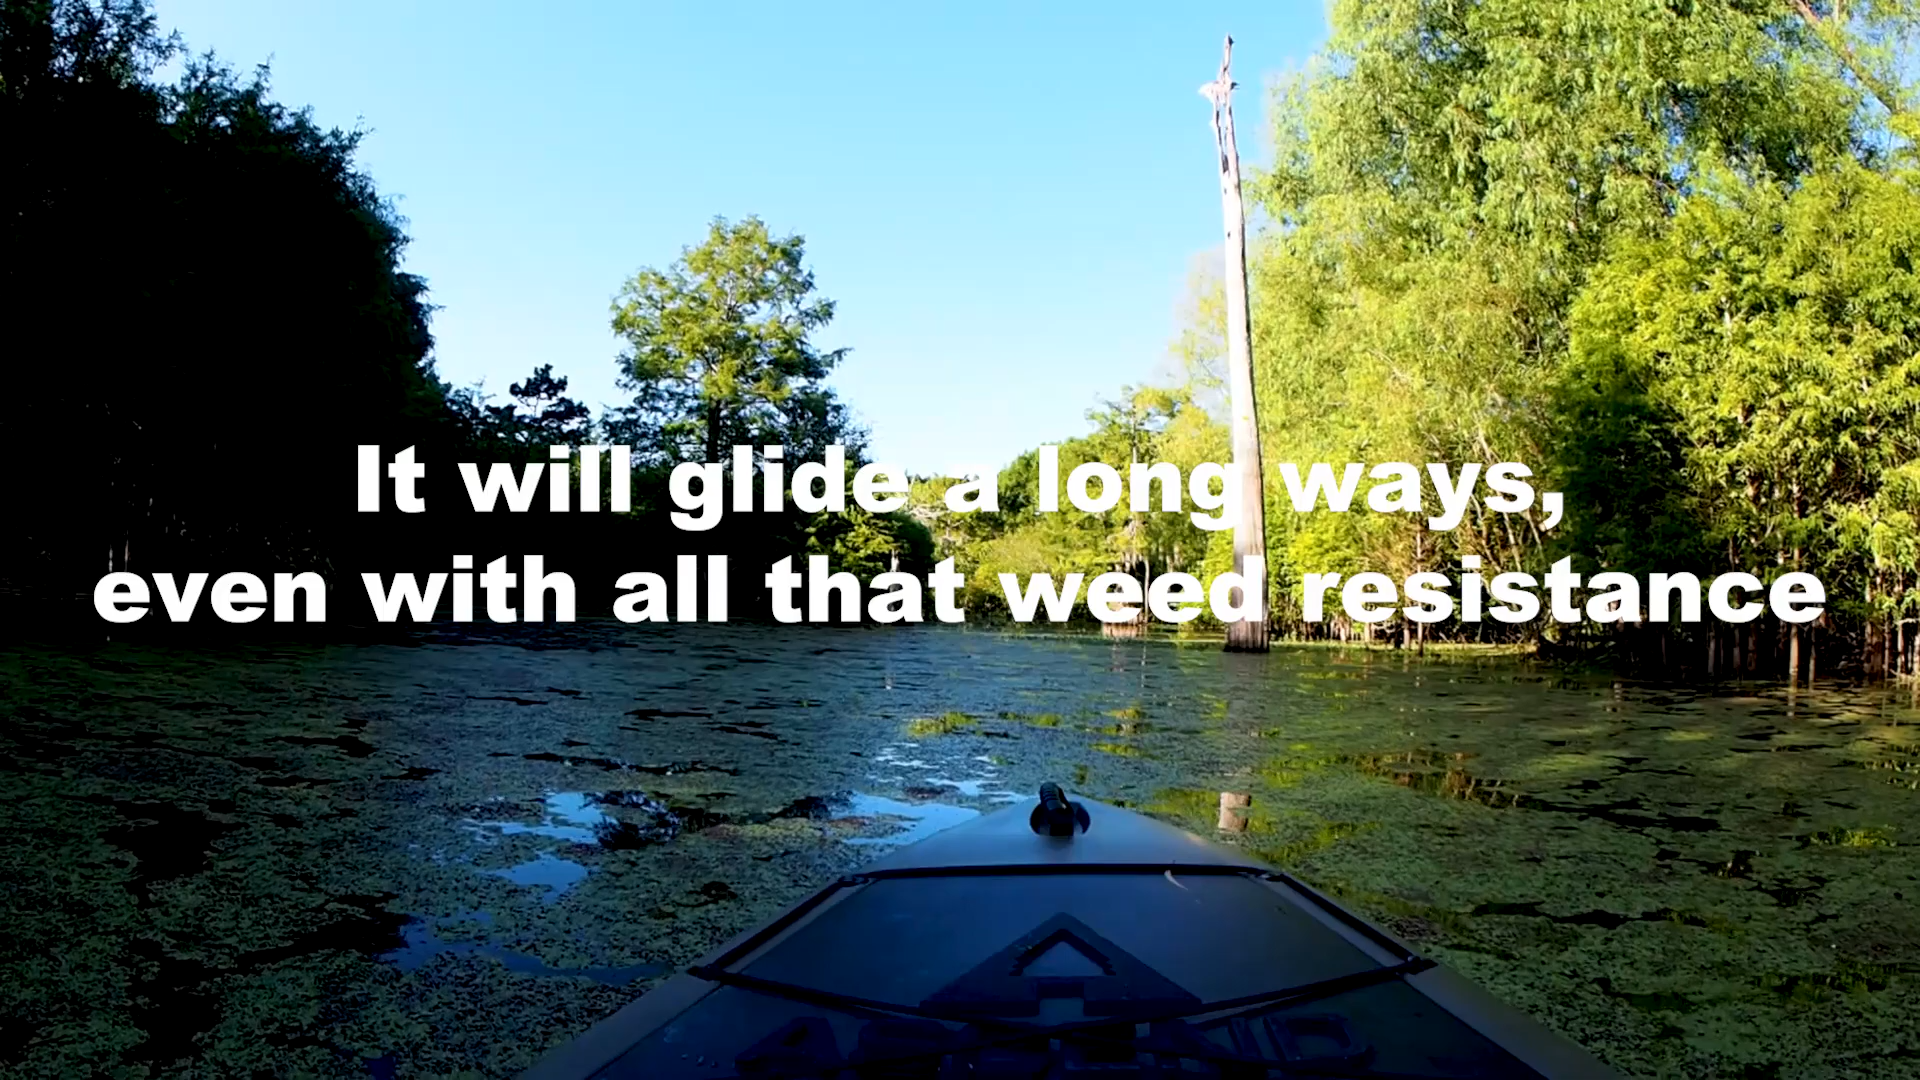 It will glide a long ways,
even with all that weed resistance